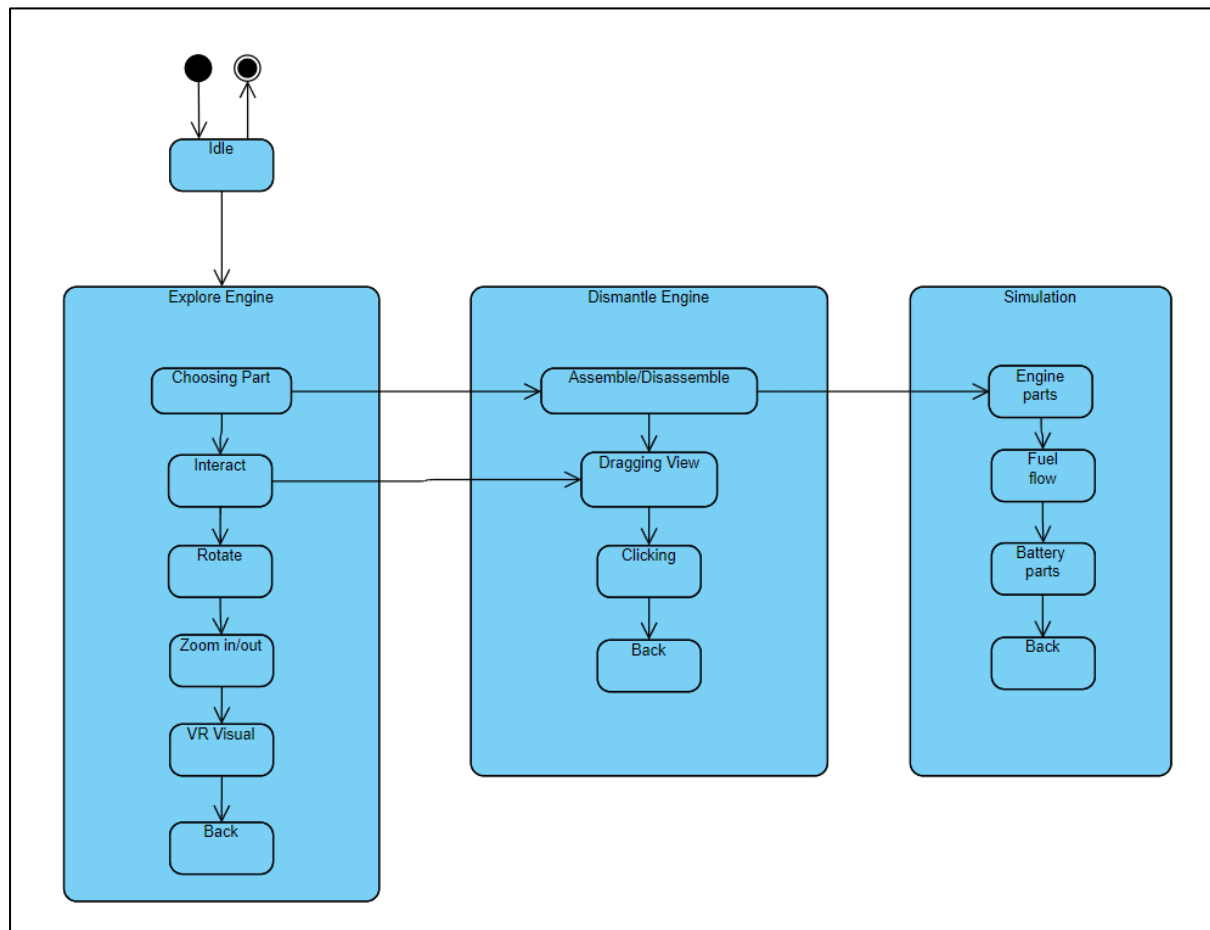 Idle
Explore Engine
Choosing Part
Interact
Rotate
Zoom in/out
VR Visual
Back
Dismantle Engine
Assemble/Disassemble
Dragging View
Clicking
Back
Simulation
Engine
parts
Fuel
flow
Battery
parts
Back